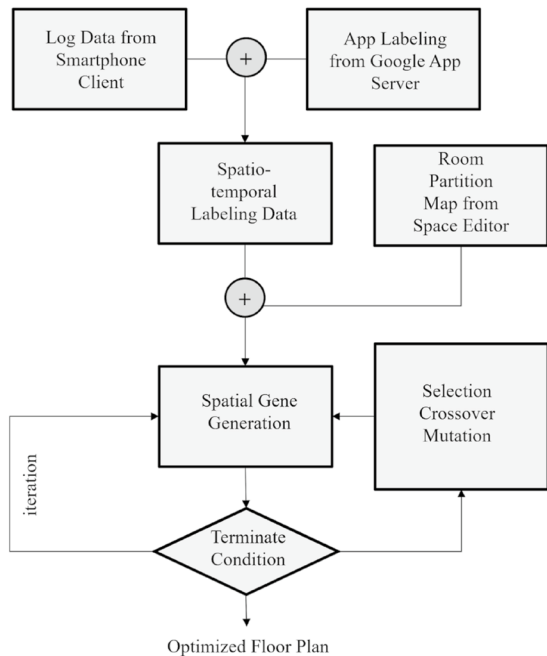 Log Data from
Smartphone
Client
+
App Labeling
from Google App
Server
Spatio-
temporal
Labeling Data
Room
Partition
Map from
Space Editor
+
Spatial Gene
Generation
Selection
Crossover
Mutation
iteration
Terminate
Condition
Optimized Floor Plan